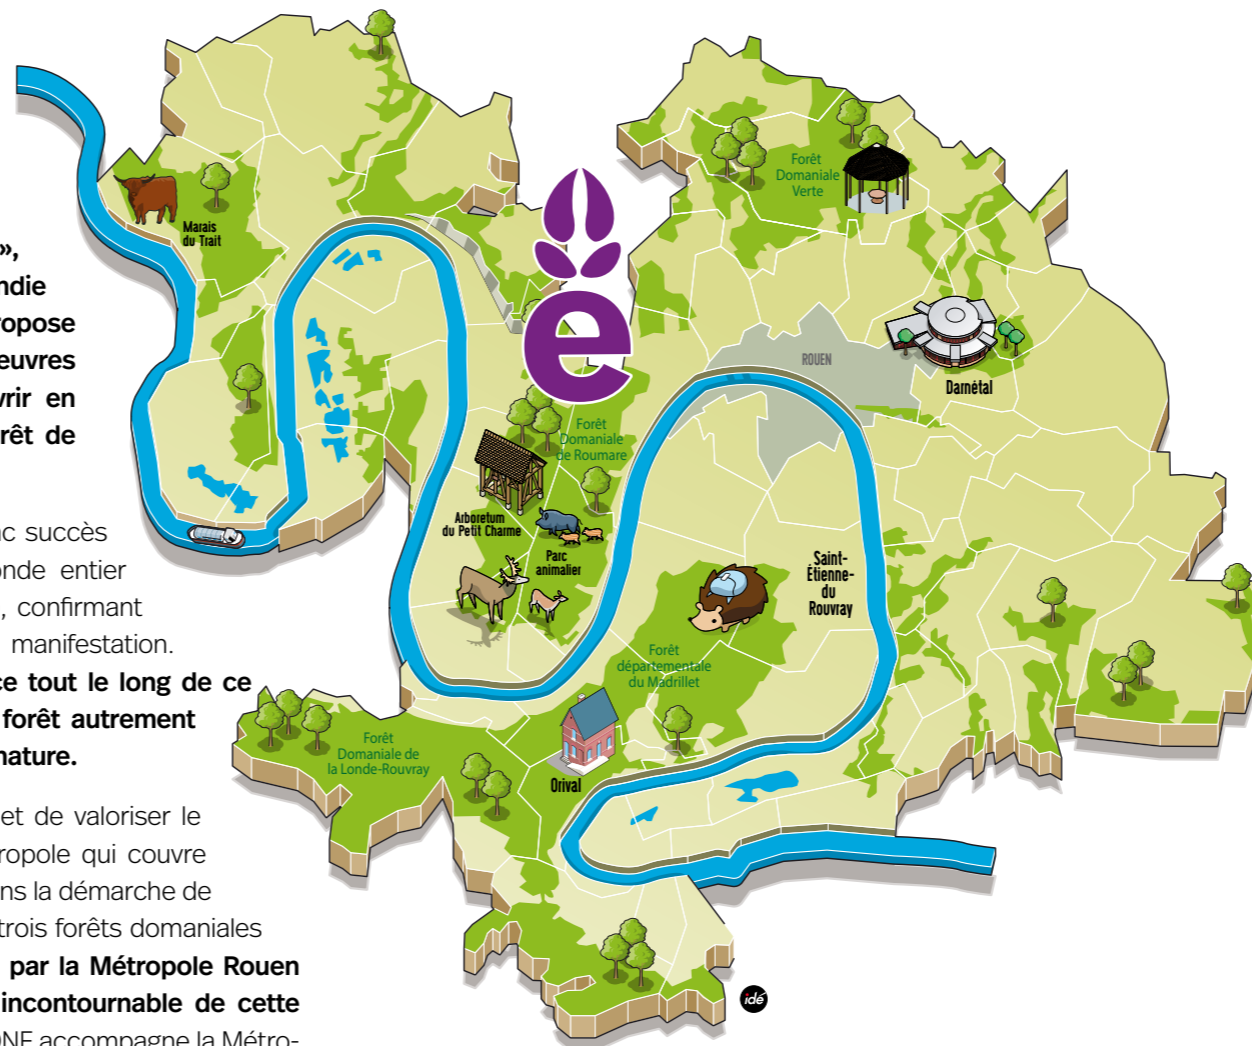 »,
ndie
ropose
œuvres
vrir en
rêt de
nc succès
onde entier
, confirmant
manifestation.
ce tout le long de ce
forêt autrement
nature.
et de valoriser le
ropole qui couvre
ns la démarche de
trois forêts domaniales
par la Métropole Rouen
incontournable de cette
ONF accompagne la Métro-
Marais
du Trait
e
Forêt
Domaniale
Verte
ROUEN
Darnétal
Forêt
Domaniale
de Roumare
Arboretum
du Petit Charme
Parc
animalier
Saint-
Étienne-
du
Rouvray
Forêt
départementale
du Madrillet
Forêt
Domaniale de
la Londe-Rouvray
Orival
idé